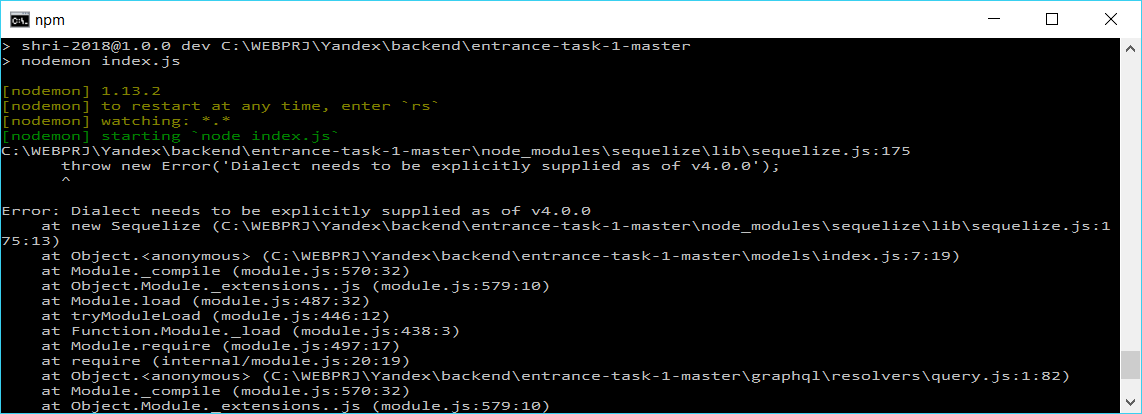 npm
> shri-2018@1.0.0 dev C:\WEBPRJ\Yandex\backend\entrance-task-1-master
> nodemon index.js
[nodemon] 1.13.2
[nodemon] to restart at any time, enter `rs`
[nodemon] watching: *.*
[nodemon] starting `node index.js`
C:\WEBPRJ\Yandex\backend\entrance-task-1-master\node_modules\sequelize\lib\sequelize.js:175
      throw new Error('Dialect needs to be explicitly supplied as of v4.0.0');
      ^
Error: Dialect needs to be explicitly supplied as of v4.0.0
    at new Sequelize (C:\WEBPRJ\Yandex\backend\entrance-task-1-master\node_modules\sequelize\lib\sequelize.js:1
75:13)
    at Object.<anonymous> (C:\WEBPRJ\Yandex\backend\entrance-task-1-master\models\index.js:7:19)
    at Module._compile (module.js:570:32)
    at Object.Module._extensions..js (module.js:579:10)
    at Module.load (module.js:487:32)
    at tryModuleLoad (module.js:446:12)
    at Function.Module._load (module.js:438:3)
    at Module.require (module.js:497:17)
    at require (internal/module.js:20:19)
    at Object.<anonymous> (C:\WEBPRJ\Yandex\backend\entrance-task-1-master\graphql\resolvers\query.js:1:82)
    at Module._compile (module.js:570:32)
    at Object.Module._extensions..js (module.js:579:10)